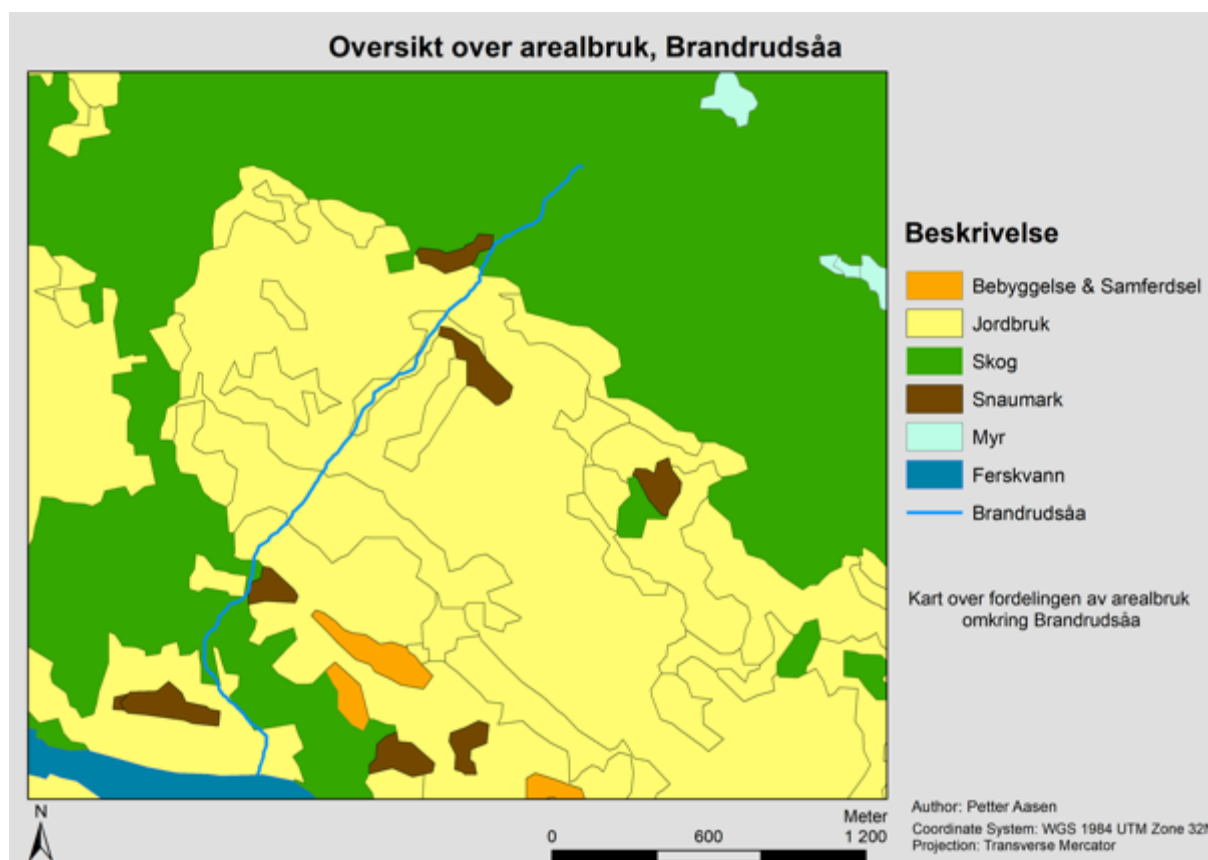 Oversikt over arealbruk, Brandrudsåa
Beskrivelse
Bebyggelse & Samferdsel
Jordbruk
Skog
Snaumark
Myr
Ferskvann
Brandrudsåa
Kart over fordelingen av arealbruk
omkring Brandrudsåa
N
Meter
0 600 1 200
Author: Petter Aasen
Coordinate System: WGS 1984 UTM Zone
Projection: Transverse Mercator